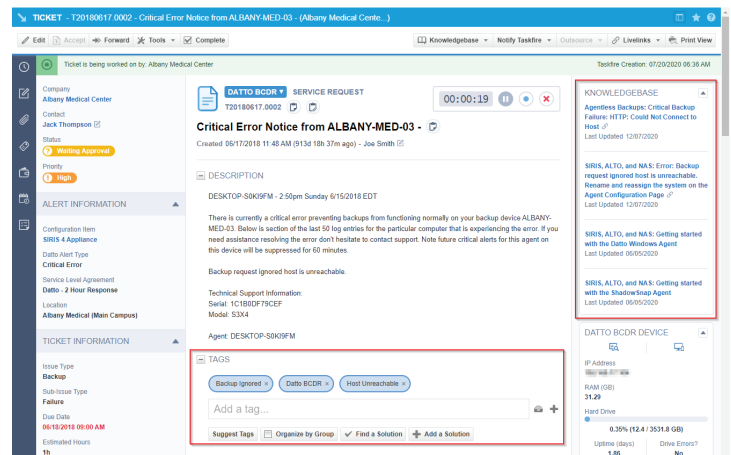 TICKET - T20180617.0002 - Critical Error Notice from ALBANY-MED-03 - (Albany Medical Cente...)
Edit Accept Forward Tools Complete Knowledgebase Notify Taskfire Outsource Livelinks Print View
Ticket is being worked on by: Albany Medical Center Taskfire Creation: 07/20/2020 06:36 AM
Company
Albany Medical Center
Contact
Jack Thompson
Status
Waiting Approval
Priority
High
ALERT INFORMATION
Configuration Item
SIRIS 4 Appliance
Datto Alert Type
Critical Error
Service Level Agreement
Datto - 2 Hour Response
Location
Albany Medical (Main Campus)
TICKET INFORMATION
Issue Type
Backup
Sub-Issue Type
Failure
Due Date
06/18/2018 09:00 AM
Estimated Hours
1h
DATTO BCDR SERVICE REQUEST
T20180617.0002
00:00:19
Critical Error Notice from ALBANY-MED-03 -
Created 06/17/2018 11:48 AM (913d 18h 37m ago) - Joe Smith
DESCRIPTION
DESKTOP-S0KI9FM - 2:50pm Sunday 6/15/2018 EDT
There is currently a critical error preventing backups from functioning normally on your backup device ALBANY-
MED-03. Below is section of the last 50 log entries for the particular computer that is experiencing the error. If you
need assistance resolving the error don't hesitate to contact support. Note future critical alerts for this agent on
this device will be suppressed for 60 minutes.
Backup request ignored host is unreachable.
Technical Support Information:
Serial: 1C1B0DF79CEF
Model: S3X4
Agent: DESKTOP-S0KI9FM
TAGS
Backup Ignored × Datto BCDR × Host Unreachable ×
Add a tag...
Suggest Tags Organize by Group Find a Solution Add a Solution
KNOWLEDGEBASE
Agentless Backups: Critical Backup
Failure: HTTP: Could Not Connect to
Host
Last Updated 12/07/2020
SIRIS, ALTO, and NAS: Error: Backup
request ignored host is unreachable.
Rename and reassign the system on the
Agent Configuration Page
Last Updated 12/07/2020
SIRIS, ALTO, and NAS: Getting started
with the Datto Windows Agent
Last Updated 06/05/2020
SIRIS, ALTO, and NAS: Getting started
with the ShadowSnap Agent
Last Updated 06/05/2020
DATTO BCDR DEVICE
IP Address
RAM (GB)
31.29
Hard Drive
0.35% (12.4 / 3531.8 GB)
Uptime (days) Drive Errors?
1.86 No